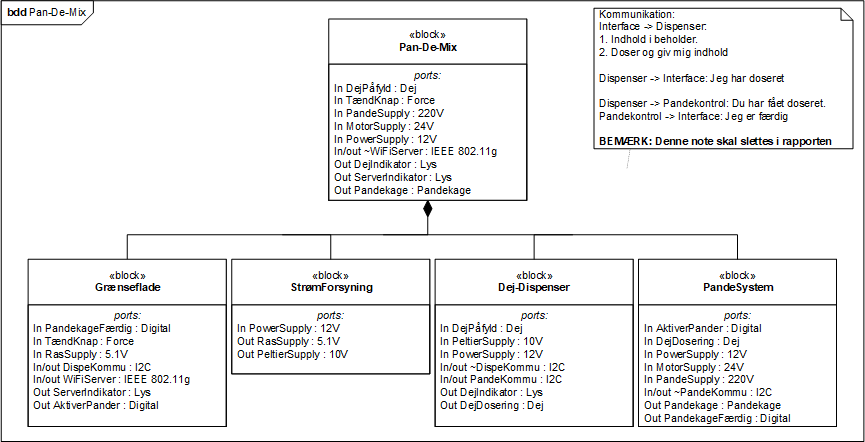 bdd Pan-De-Mix
«block»
Pan-De-Mix
ports:
In DejPåfyld : Dej
In TændKnap : Force
In PandeSupply : 220V
In MotorSupply : 24V
In PowerSupply : 12V
In/out ~WiFiServer : IEEE 802.11g
Out DejIndikator : Lys
Out ServerIndikator : Lys
Out Pandekage : Pandekage
Kommunikation:
Interface -> Dispenser:
1. Indhold i beholder.
2. Doser og giv mig indhold
Dispenser -> Interface: Jeg har doseret
Dispenser -> Pandekontrol: Du har fået doseret.
Pandekontrol -> Interface: Jeg er færdig
BEMÆRK: Denne note skal slettes i rapporten
«block»
Grænseflade
ports:
In PandekageFærdig : Digital
In TændKnap : Force
In RasSupply : 5.1V
In/out DispeKommu : I2C
In/out WiFiServer : IEEE 802.11g
Out ServerIndikator : Lys
Out AktiverPander : Digital
«block»
StrømForsyning
ports:
In PowerSupply : 12V
Out RasSupply : 5.1V
Out PeltierSupply : 10V
«block»
Dej-Dispenser
ports:
In DejPåfyld : Dej
In PeltierSupply : 10V
In PowerSupply : 12V
In/out ~DispeKommu : I2C
In/out PandeKommu : I2C
Out DejIndikator : Lys
Out DejDosering : Dej
«block»
PandeSystem
ports:
In AktiverPander : Digital
In DejDosering : Dej
In PowerSupply : 12V
In MotorSupply : 24V
In PandeSupply : 220V
In/out ~PandeKommu : I2C
Out Pandekage : Pandekage
Out PandekageFærdig : Digital